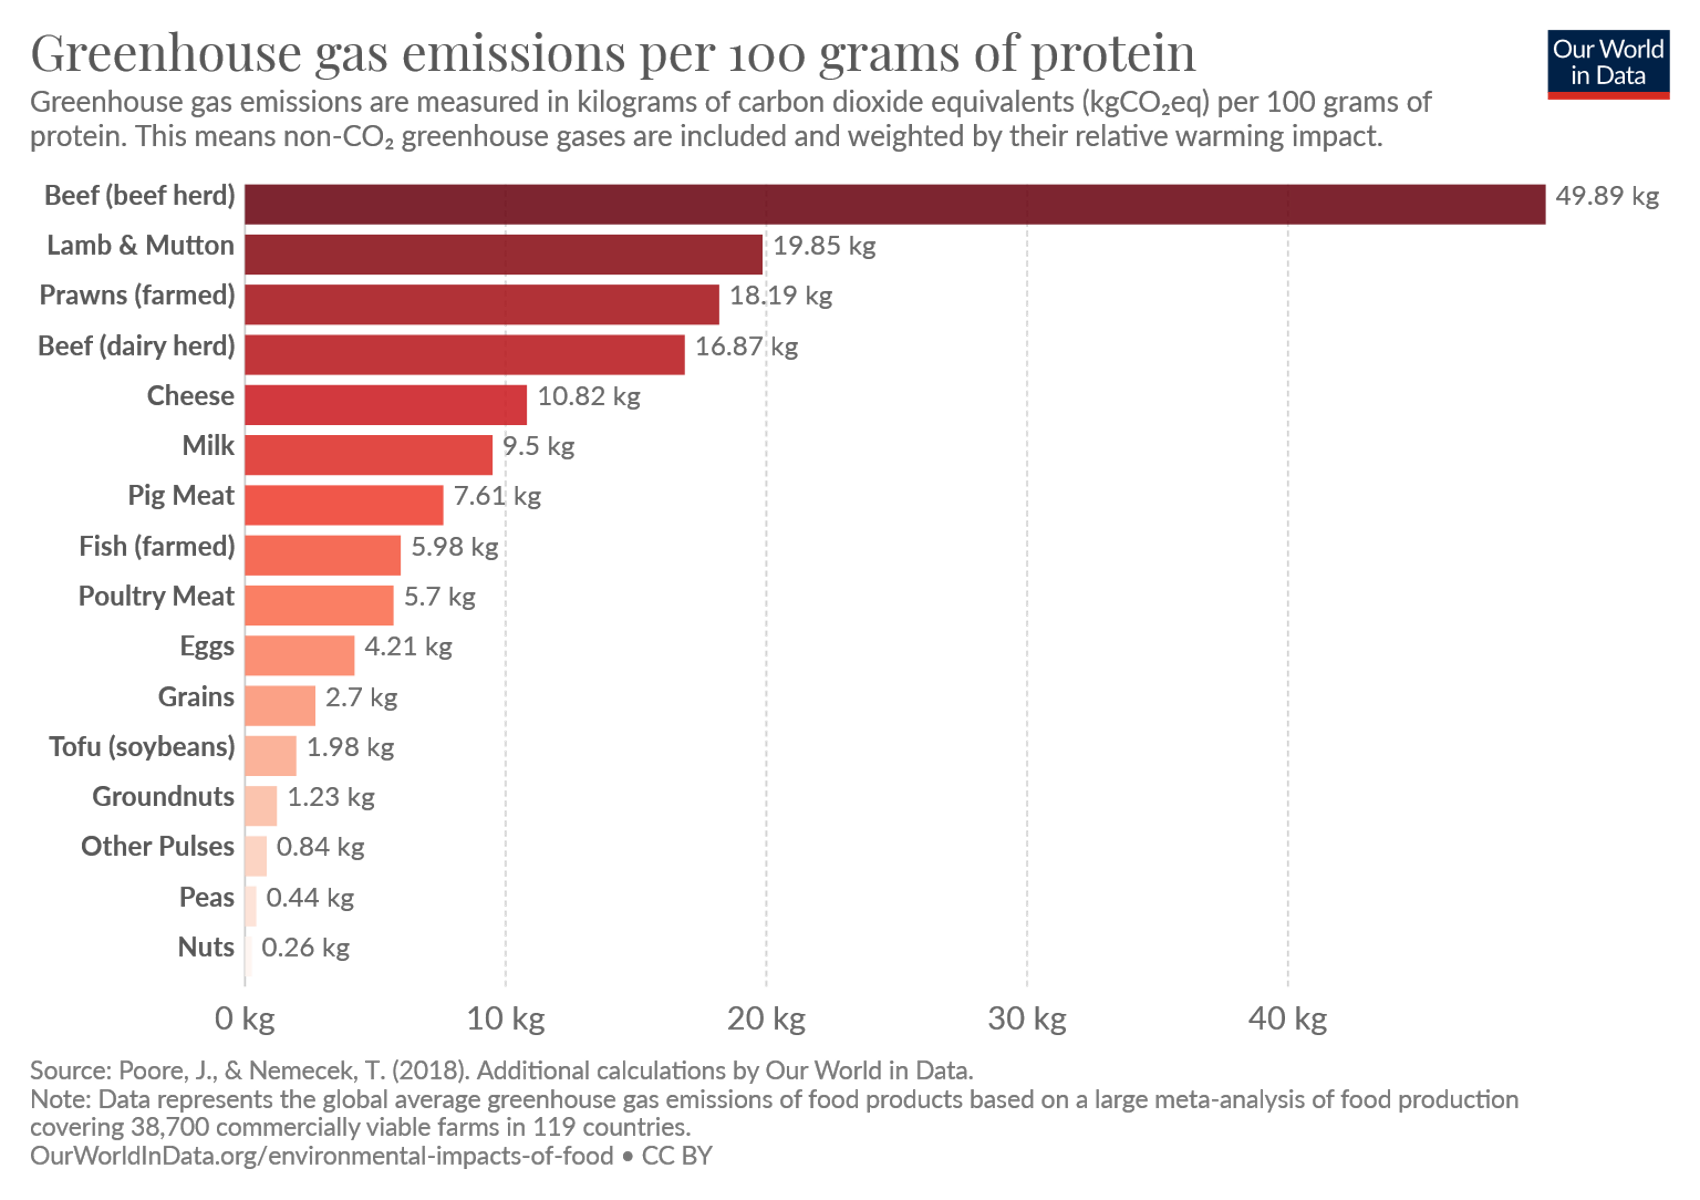 Greenhouse gas emissions per 100 grams of protein
Our World
in Data
Greenhouse gas emissions are measured in kilograms of carbon dioxide equivalents (kgCO₂eq) per 100 grams of
protein. This means non-CO₂ greenhouse gases are included and weighted by their relative warming impact.
Beef (beef herd) 49.89 kg
Lamb & Mutton 19.85 kg
Prawns (farmed) 18.19 kg
Beef (dairy herd) 16.87 kg
Cheese 10.82 kg
Milk 9.5 kg
Pig Meat 7.61 kg
Fish (farmed) 5.98 kg
Poultry Meat 5.7 kg
Eggs 4.21 kg
Grains 2.7 kg
Tofu (soybeans) 1.98 kg
Groundnuts 1.23 kg
Other Pulses 0.84 kg
Peas 0.44 kg
Nuts 0.26 kg
0 kg 10 kg 20 kg 30 kg 40 kg
Source: Poore, J., & Nemecek, T. (2018). Additional calculations by Our World in Data.
Note: Data represents the global average greenhouse gas emissions of food products based on a large meta-analysis of food production
covering 38,700 commercially viable farms in 119 countries.
OurWorldInData.org/environmental-impacts-of-food • CC BY